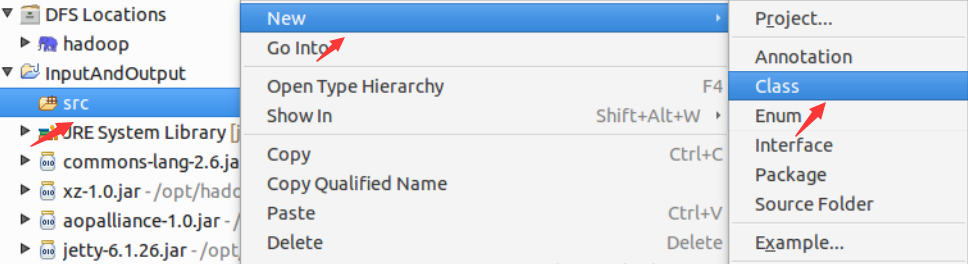 DFS Locations
hadoop
InputAndOutput
src
JRE System Library [j
commons-lang-2.6.ja
xz-1.0.jar - /opt/hado
aopalliance-1.0.jar - /
jetty-6.1.26.jar - /opt
New
Go Into
Open Type Hierarchy F4
Show In Shift+Alt+W
Copy Ctrl+C
Copy Qualified Name
Paste Ctrl+V
Delete Delete
Project...
Annotation
Class
Enum
Interface
Package
Source Folder
Example...